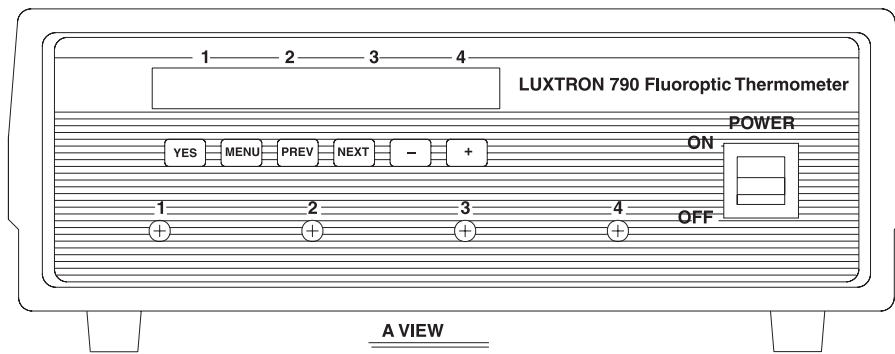 1 2 3 4
LUXTRON 790 Fluoroptic Thermometer
POWER
ON
YES MENU PREV NEXT – +
1 2 3 4
OFF
A VIEW